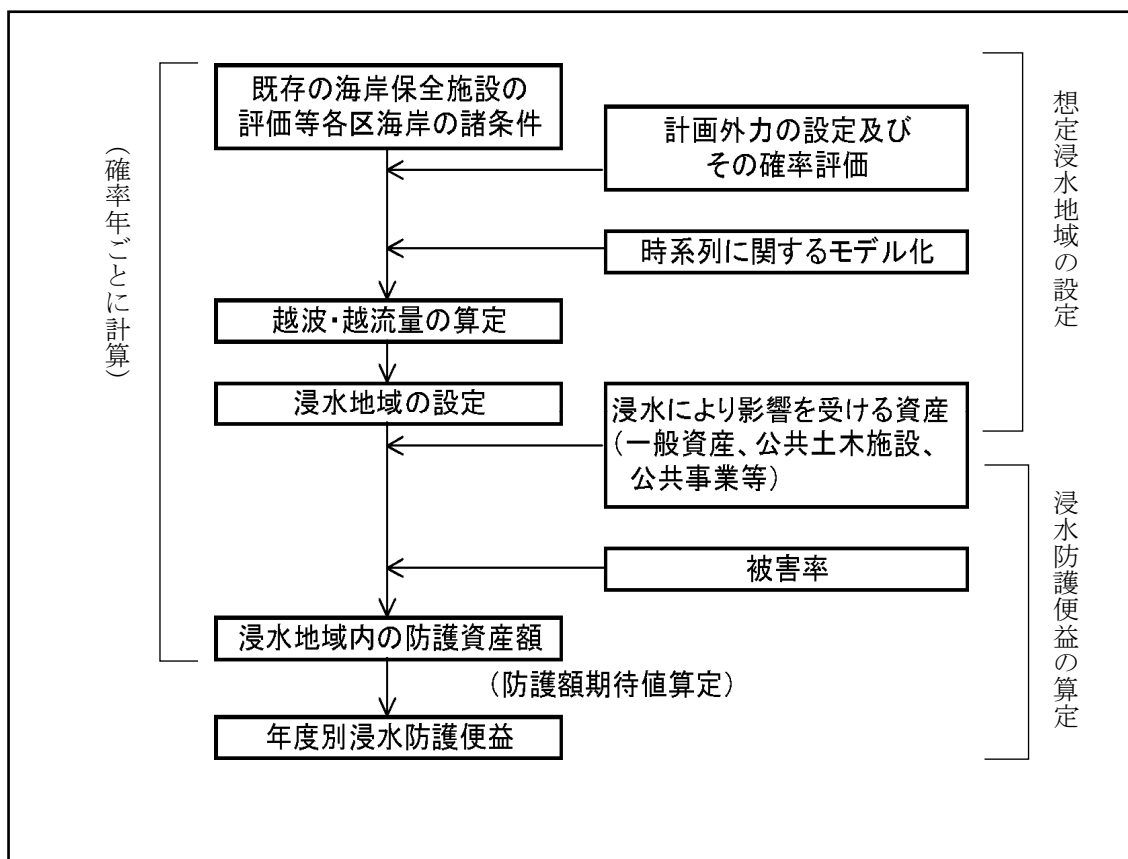 既存の海岸保全施設の
評価等各区海岸の諸条件
計画外力の設定及び
その確率評価
時系列に関するモデル化
越波・越流量の算定
浸水地域の設定
浸水により影響を受ける資産
(一般資産、公共土木施設、
公共事業等)
被害率
浸水地域内の防護資産額
(防護額期待値算定)
年度別浸水防護便益
(確率年ごとに計算)
想定浸水地域の設定
浸水防護便益の算定